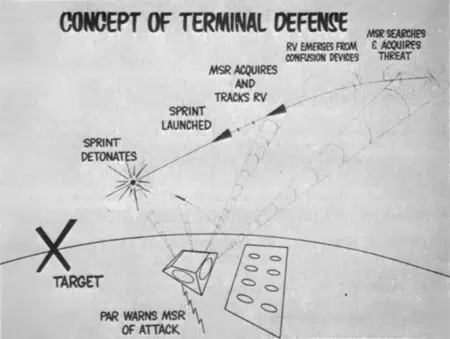 CONCEPT OF TERMINAL DEFENSE
MSR SEARCHES
& ACQUIRES
THREAT
RV EMERGES FROM
CONFUSION DEVICES
MSR ACQUIRES
AND
TRACKS RV
SPRINT
LAUNCHED
SPRINT
DETONATES
TARGET
PAR WARNS MSR
OF ATTACK